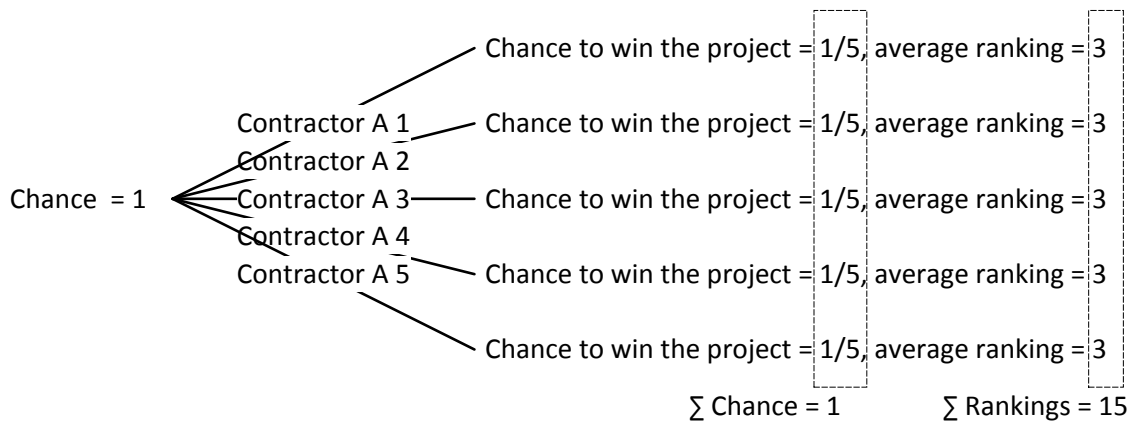 Chance to win the project = 1/5, average ranking = 3
Contractor A 1
Chance to win the project = 1/5, average ranking = 3
Contractor A 2
Chance = 1
Contractor A 3
Chance to win the project = 1/5, average ranking = 3
Contractor A 4
Chance to win the project = 1/5, average ranking = 3
Contractor A 5
Chance to win the project = 1/5, average ranking = 3
∑ Chance = 1
∑ Rankings = 15